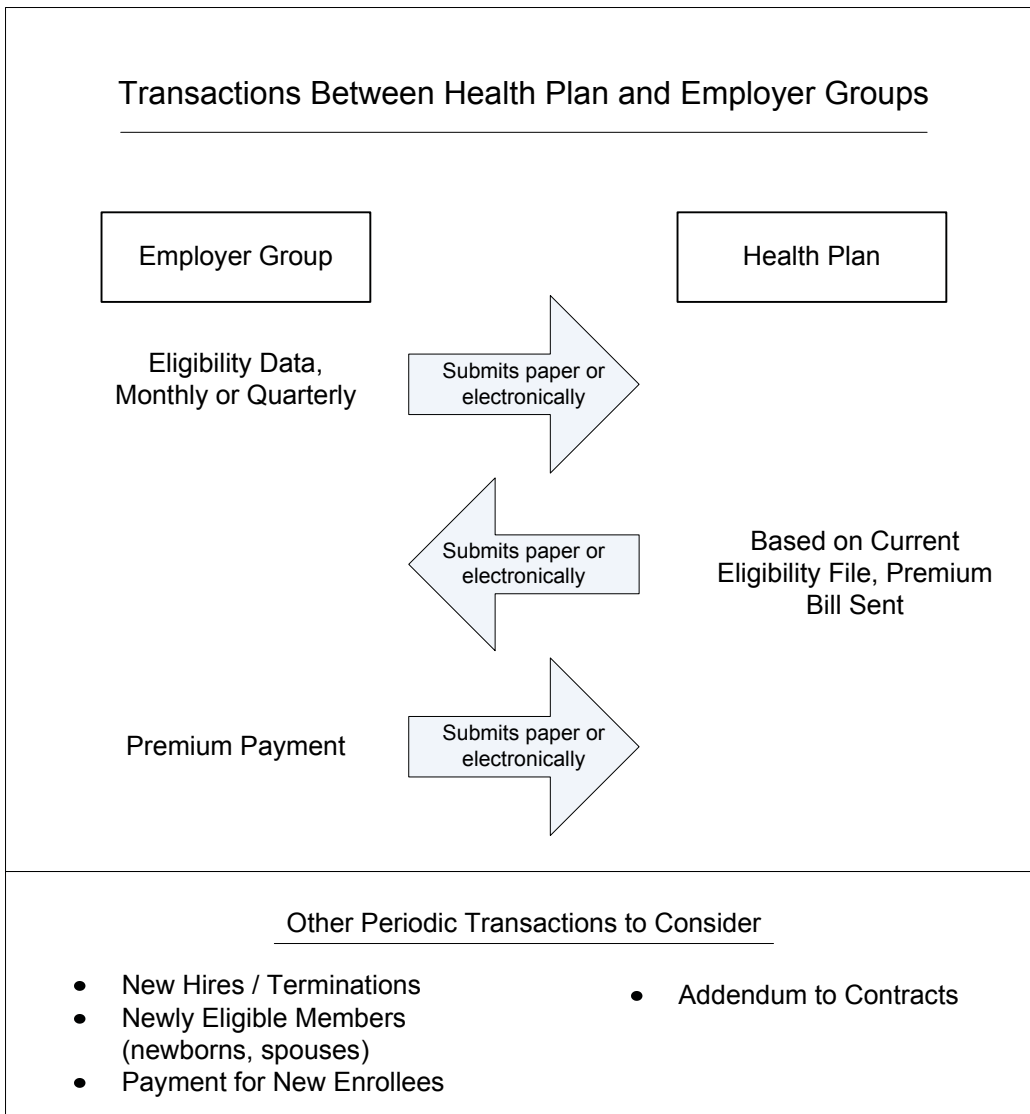 Transactions Between Health Plan and Employer Groups
Employer Group
Health Plan
Eligibility Data,
Monthly or Quarterly
Submits paper or
electronically
Submits paper or
electronically
Based on Current
Eligibility File, Premium
Bill Sent
Premium Payment
Submits paper or
electronically
Other Periodic Transactions to Consider
● New Hires / Terminations
● Newly Eligible Members
(newborns, spouses)
● Payment for New Enrollees
● Addendum to Contracts